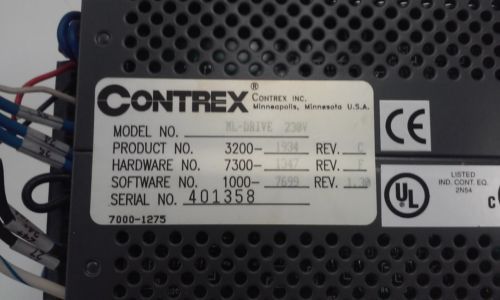 CONTREX ® CONTREX INC.
Minneapolis, Minnesota U.S.A.
MODEL NO. ML-DRIVE 230V
PRODUCT NO. 3200-1934 REV. C
HARDWARE NO. 7300-1347 REV. F
SOFTWARE NO. 1000-7699 REV. 1.30
SERIAL NO. 401358
7000-1275
CE
UL
LISTED
IND. CONT. EQ.
2N54
C